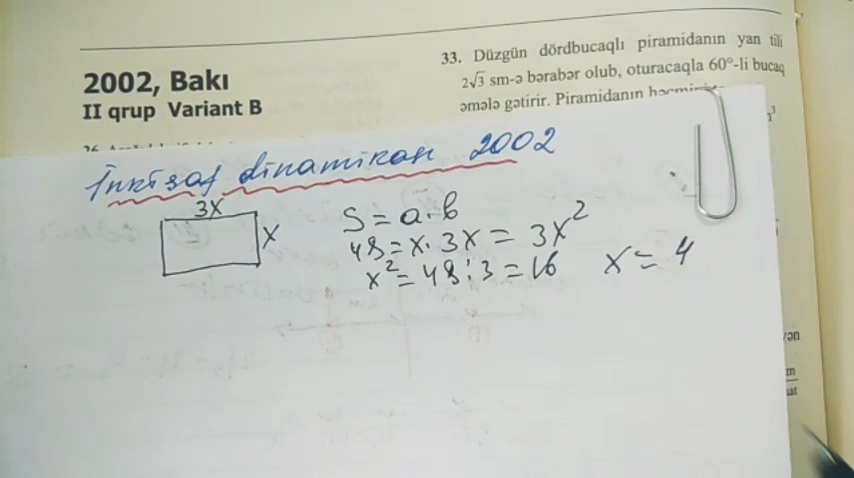 2002, Bakı
II qrup Variant B
33. Düzgün dördbucaqlı piramidanın yan tili
2√3 sm-ə bərabər olub, oturacaqla 60°-li bucaq
əmələ gətirir. Piramidanın həcmini
İnkişaf dinamikası 2002
3x
x
S = a·b
48 = x·3x = 3x²
x² = 48:3 = 16 x = 4